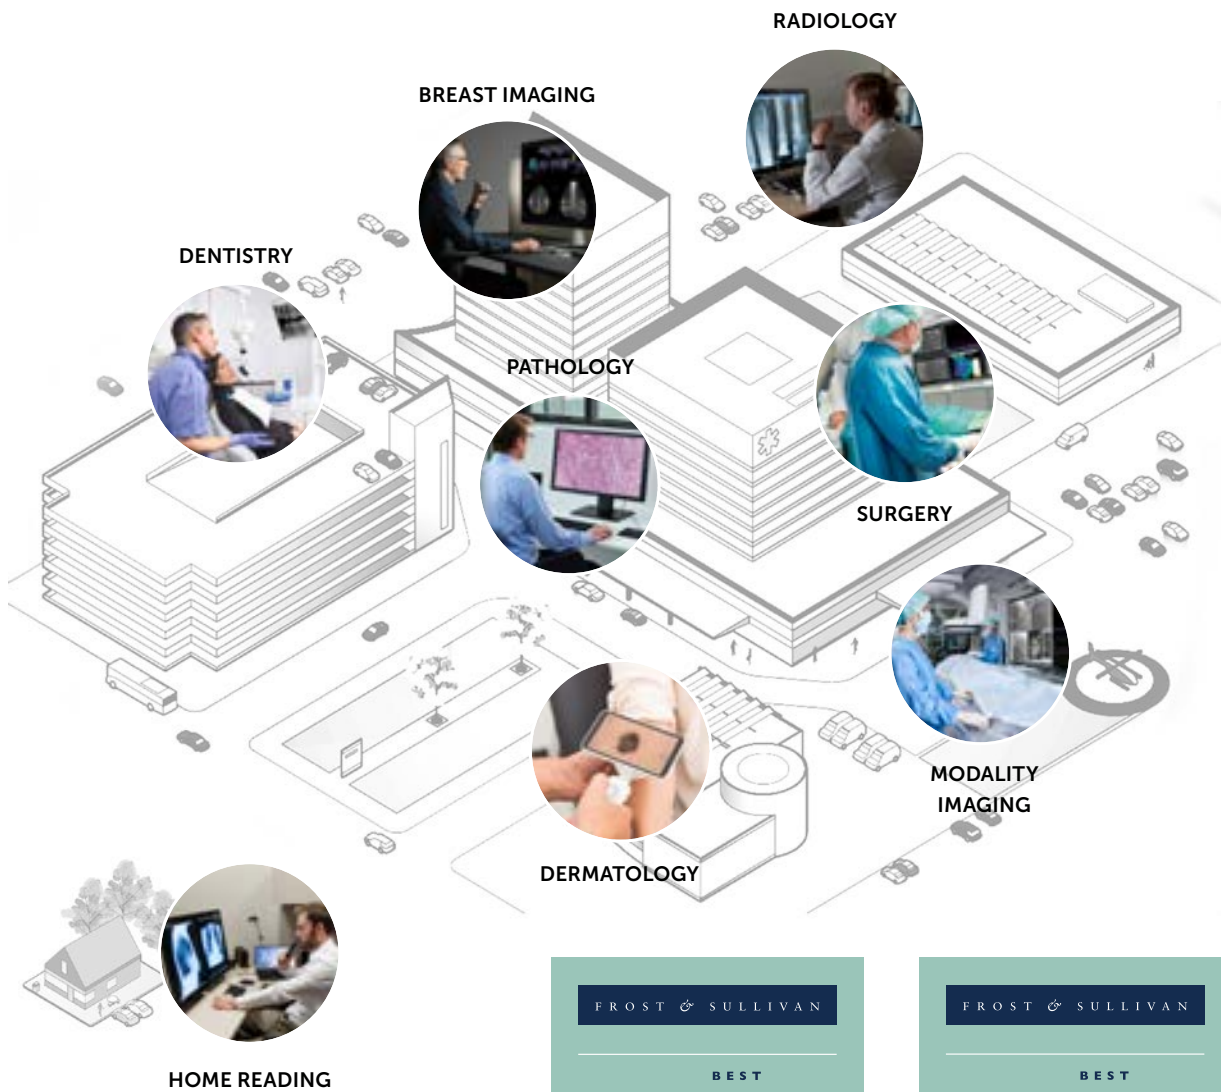 RADIOLOGY
BREAST IMAGING
DENTISTRY
PATHOLOGY
SURGERY
MODALITY
IMAGING
DERMATOLOGY
HOME READING
FROST & SULLIVAN
BEST
FROST & SULLIVAN
BEST